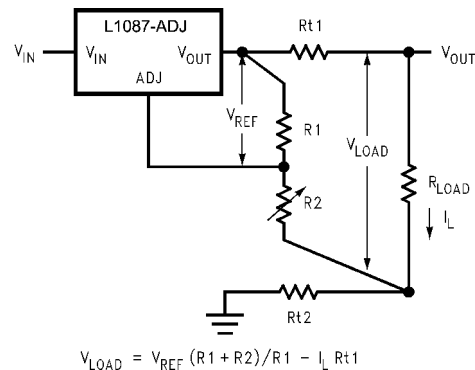 L1087-ADJ
Rt1
V_IN
V_IN
V_OUT
V_OUT
ADJ
V_REF
R1
V_LOAD
R2
R_LOAD
I_L
Rt2
V_LOAD = V_REF (R1 + R2)/R1 - I_L Rt1